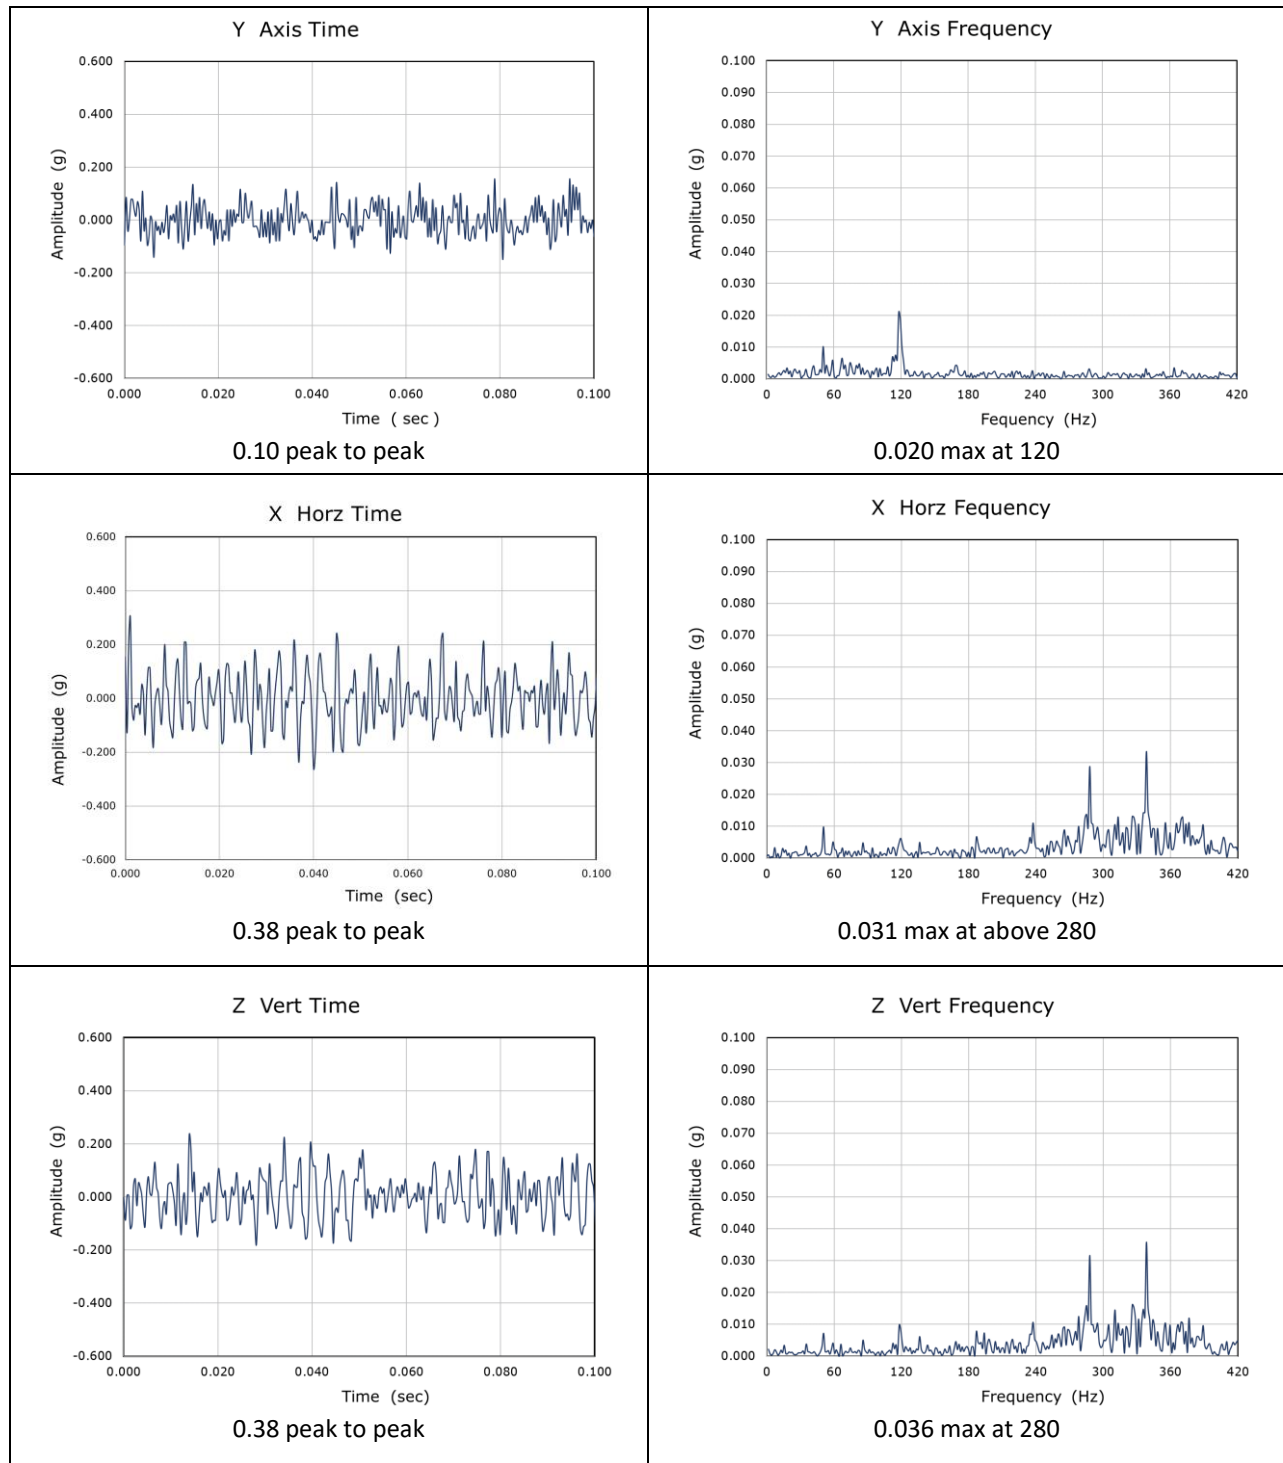 Y Axis Time
0.600
0.400
0.200
0.000
-0.200
-0.400
-0.600
Amplitude (g)
0.000 0.020 0.040 0.060 0.080 0.100
Time ( sec )
0.10 peak to peak
Y Axis Frequency
0.100
0.090
0.080
0.070
0.060
0.050
0.040
0.030
0.020
0.010
0.000
Amplitude (g)
0 60 120 180 240 300 360 420
Fequency (Hz)
0.020 max at 120
X Horz Time
0.600
0.400
0.200
0.000
-0.200
-0.400
-0.600
Amplitude (g)
0.000 0.020 0.040 0.060 0.080 0.100
Time (sec)
0.38 peak to peak
X Horz Fequency
0.100
0.090
0.080
0.070
0.060
0.050
0.040
0.030
0.020
0.010
0.000
Amplitude (g)
0 60 120 180 240 300 360 420
Frequency (Hz)
0.031 max at above 280
Z Vert Time
0.600
0.400
0.200
0.000
-0.200
-0.400
-0.600
Amplitude (g)
0.000 0.020 0.040 0.060 0.080 0.100
Time (sec)
0.38 peak to peak
Z Vert Frequency
0.100
0.090
0.080
0.070
0.060
0.050
0.040
0.030
0.020
0.010
0.000
Amplitude (g)
0 60 120 180 240 300 360 420
Frequency (Hz)
0.036 max at 280